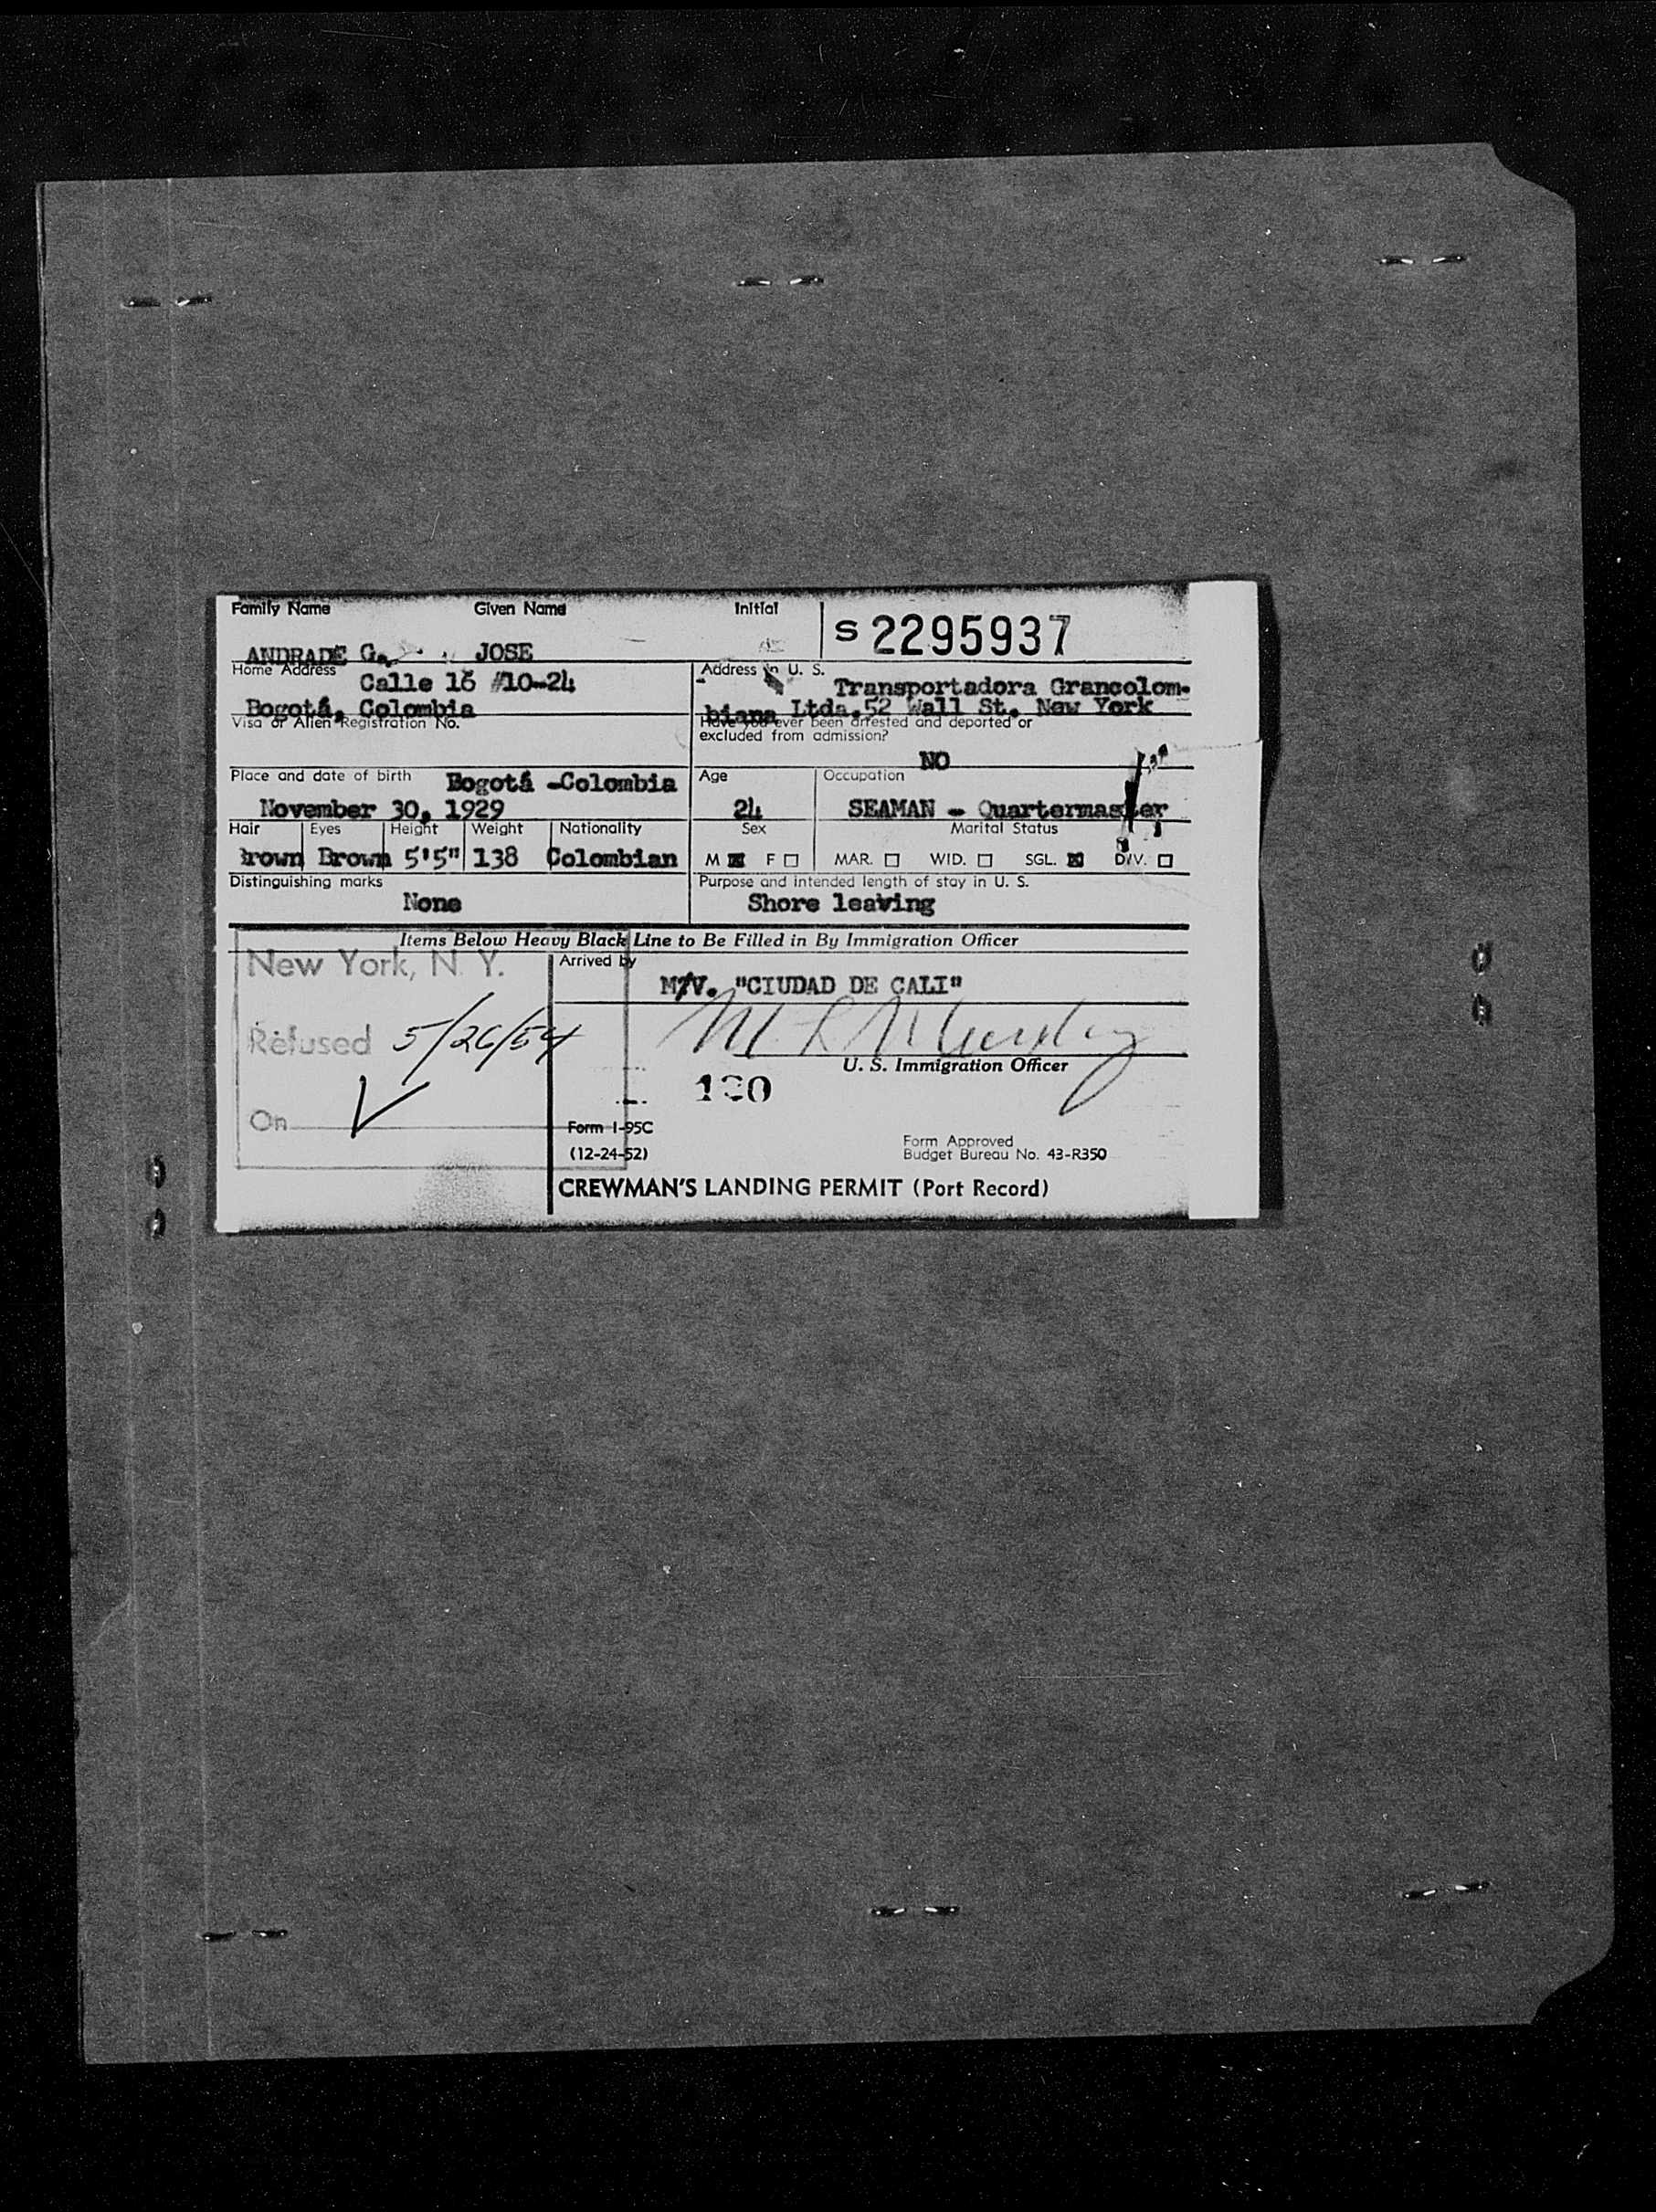 Family Name Given Name Initial
S 2295937
ANDRADE G. JOSE
Home Address
Calle 16 #10-24
Bogotá, Colombia
Address in U. S.
Transportadora Grancolom-
biana Ltda.52 Wall St. New York
Visa or Alien Registration No.
Have you ever been arrested and deported or
excluded from admission?
NO
Place and date of birth Bogotá -Colombia
November 30, 1929
Age
24
Occupation
SEAMAN - Quartermaster
Hair Eyes Height Weight Nationality
Brown Brown 5'5" 138 Colombian
Sex
M F
Marital Status
MAR. WID. SGL. DIV.
Distinguishing marks
None
Purpose and intended length of stay in U. S.
Shore leaving
Items Below Heavy Black Line to Be Filled in By Immigration Officer
New York, N. Y.
Refused 5/26/54
On
Arrived by
M/V. "CIUDAD DE CALI"
U. S. Immigration Officer
Form I-95C
(12-24-52)
Form Approved
Budget Bureau No. 43-R350
CREWMAN'S LANDING PERMIT (Port Record)